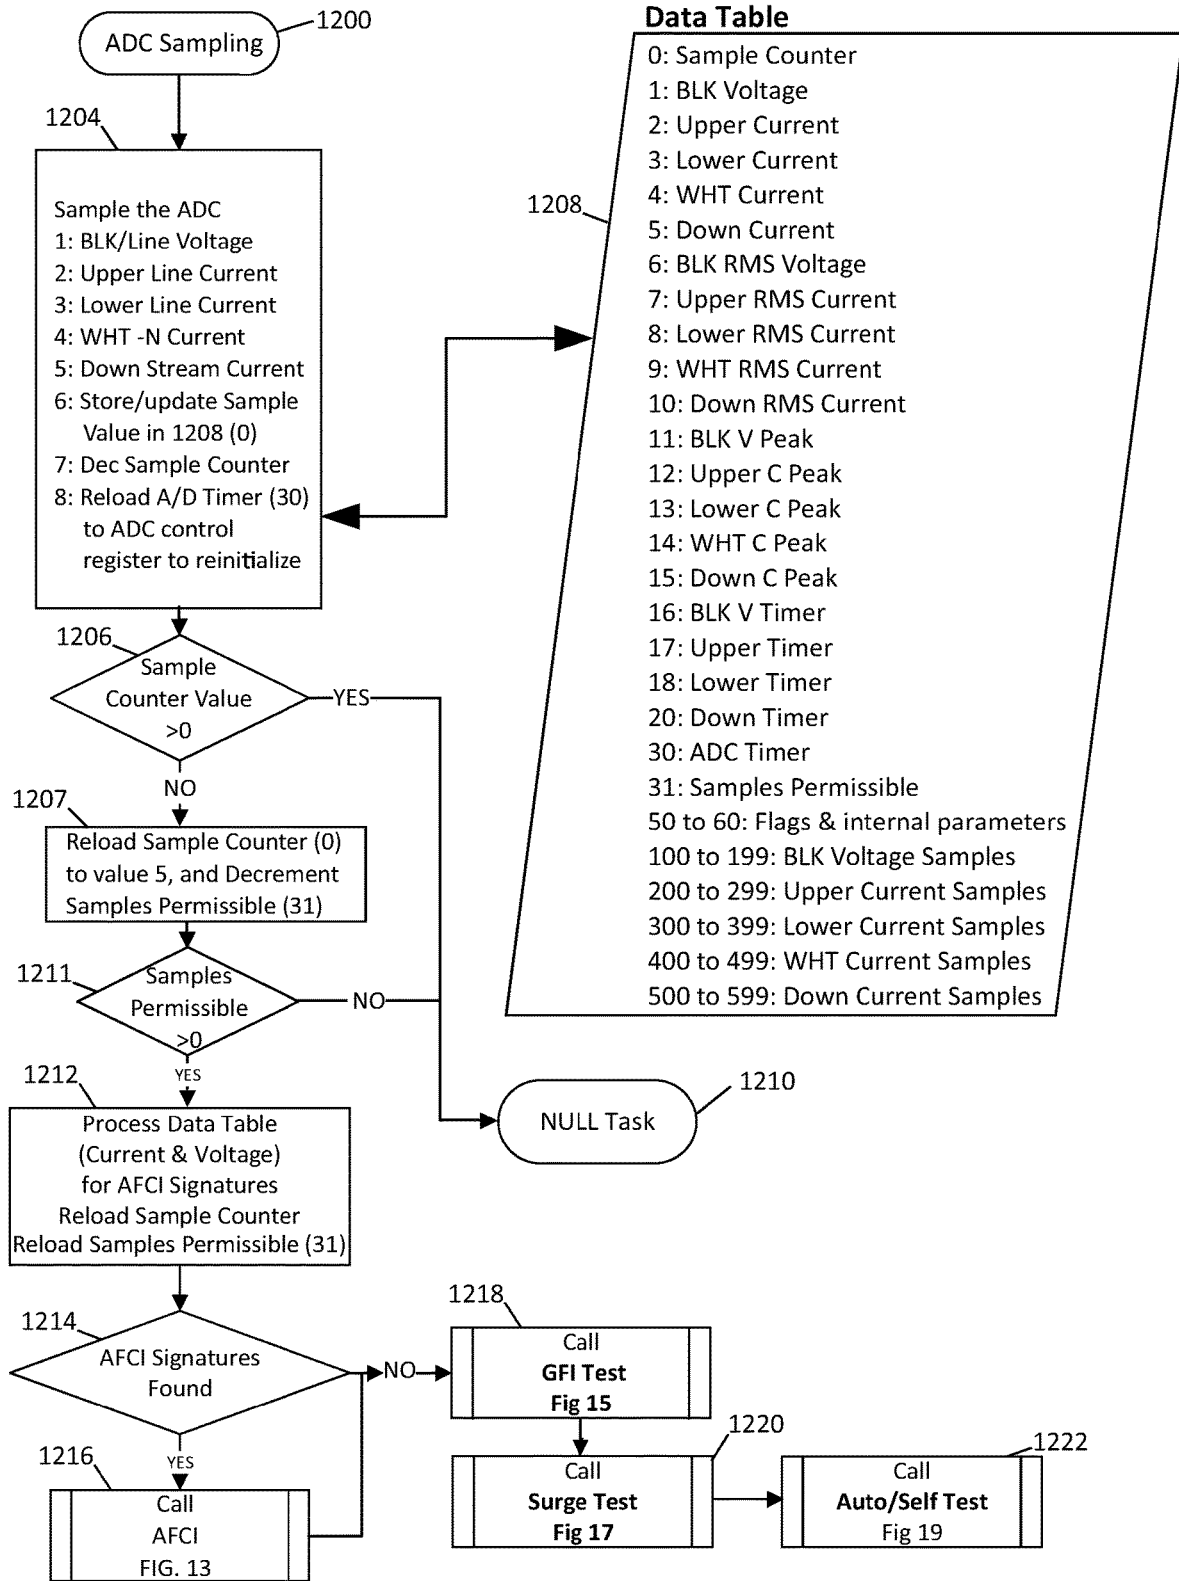 1200
ADC Sampling
1204
Sample the ADC
1: BLK/Line Voltage
2: Upper Line Current
3: Lower Line Current
4: WHT -N Current
5: Down Stream Current
6: Store/update Sample
Value in 1208 (0)
7: Dec Sample Counter
8: Reload A/D Timer (30)
to ADC control
register to reinitialize
1206
Sample
Counter Value
>0
YES
NO
1207
Reload Sample Counter (0)
to value 5, and Decrement
Samples Permissible (31)
1211
Samples
Permissible
>0
NO
YES
1212
Process Data Table
(Current & Voltage)
for AFCI Signatures
Reload Sample Counter
Reload Samples Permissible (31)
1214
AFCI Signatures
Found
NO
YES
1216
Call
AFCI
FIG. 13
Data Table
1208
0: Sample Counter
1: BLK Voltage
2: Upper Current
3: Lower Current
4: WHT Current
5: Down Current
6: BLK RMS Voltage
7: Upper RMS Current
8: Lower RMS Current
9: WHT RMS Current
10: Down RMS Current
11: BLK V Peak
12: Upper C Peak
13: Lower C Peak
14: WHT C Peak
15: Down C Peak
16: BLK V Timer
17: Upper Timer
18: Lower Timer
20: Down Timer
30: ADC Timer
31: Samples Permissible
50 to 60: Flags & internal parameters
100 to 199: BLK Voltage Samples
200 to 299: Upper Current Samples
300 to 399: Lower Current Samples
400 to 499: WHT Current Samples
500 to 599: Down Current Samples
1210
NULL Task
1218
Call
GFI Test
Fig 15
1220
Call
Surge Test
Fig 17
1222
Call
Auto/Self Test
Fig 19